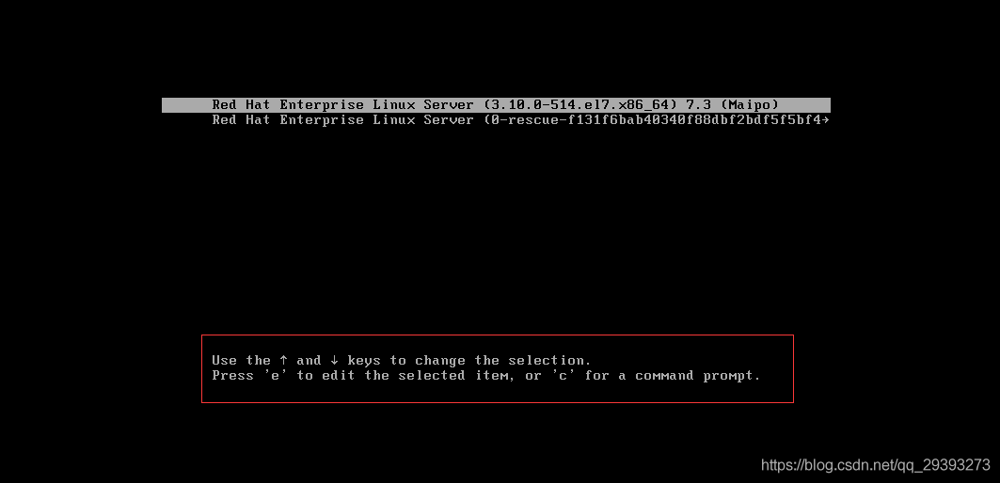 Red Hat Enterprise Linux Server (3.10.0-514.el7.x86_64) 7.3 (Maipo)
Red Hat Enterprise Linux Server (0-rescue-f131f6bab40340f88dbf2bdf5f5bf4→
Use the ↑ and ↓ keys to change the selection.
Press 'e' to edit the selected item, or 'c' for a command prompt.
https://blog.csdn.net/qq_29393273